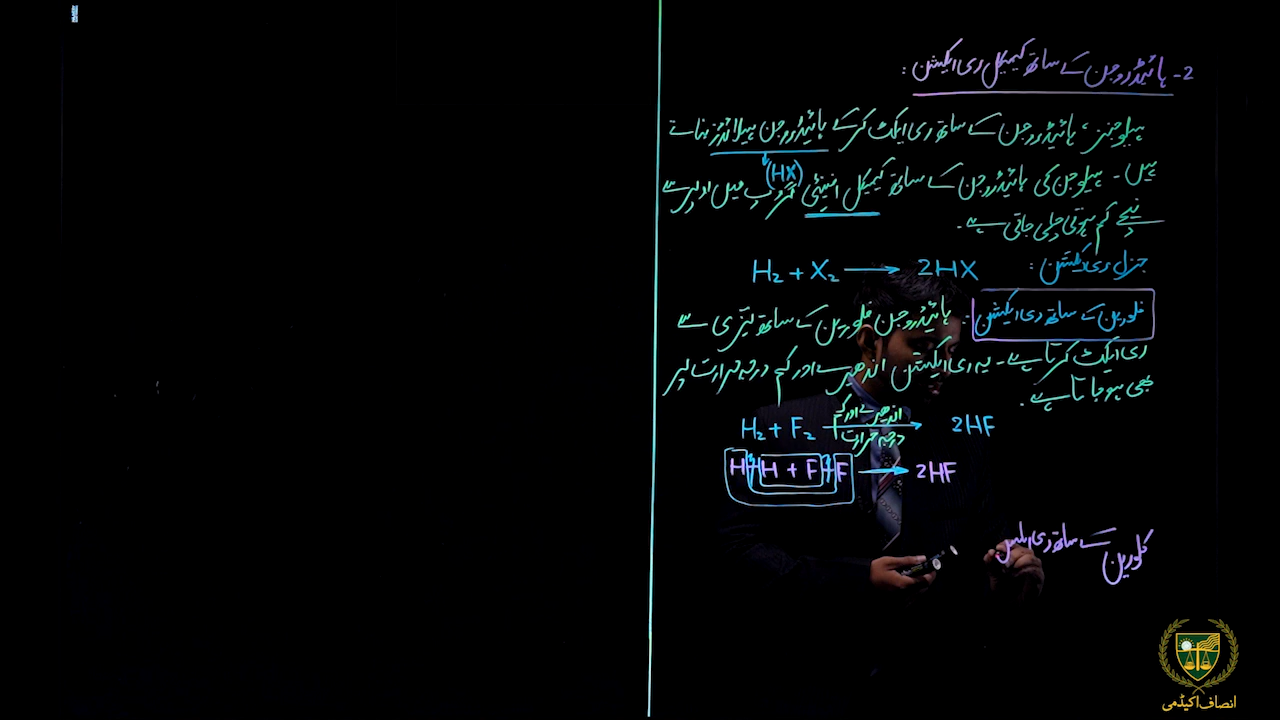 2- ہائیڈروجن کے ساتھ کیمیکل ری ایکشن :
ہیلوجنز، ہائیڈروجن کے ساتھ ری ایکٹ کر کے ہائیڈروجن ہیلائڈز بناتے
(HX)
ہیں۔ ہیلوجن کی ہائیڈروجن کے ساتھ کیمیکل افینیٹی گروپ میں اوپر سے
نیچے کم ہوتی چلی جاتی ہے۔
جنرل ری ایکشن : H₂ + X₂ ⟶ 2HX
فلورین کے ساتھ ری ایکشن : ہائیڈروجن فلورین کے ساتھ تیزی سے
ری ایکٹ کرتا ہے۔ یہ ری ایکشن اندھیرے اور کم درجہ حرارت پر
بھی ہو جاتا ہے۔
اندھیرے اور کم
H₂ + F₂ ⟶ 2HF
درجہ حرارت
H H + F F ⟶ 2HF
کلورین کے ساتھ ری ایکشن
انصاف اکیڈمی